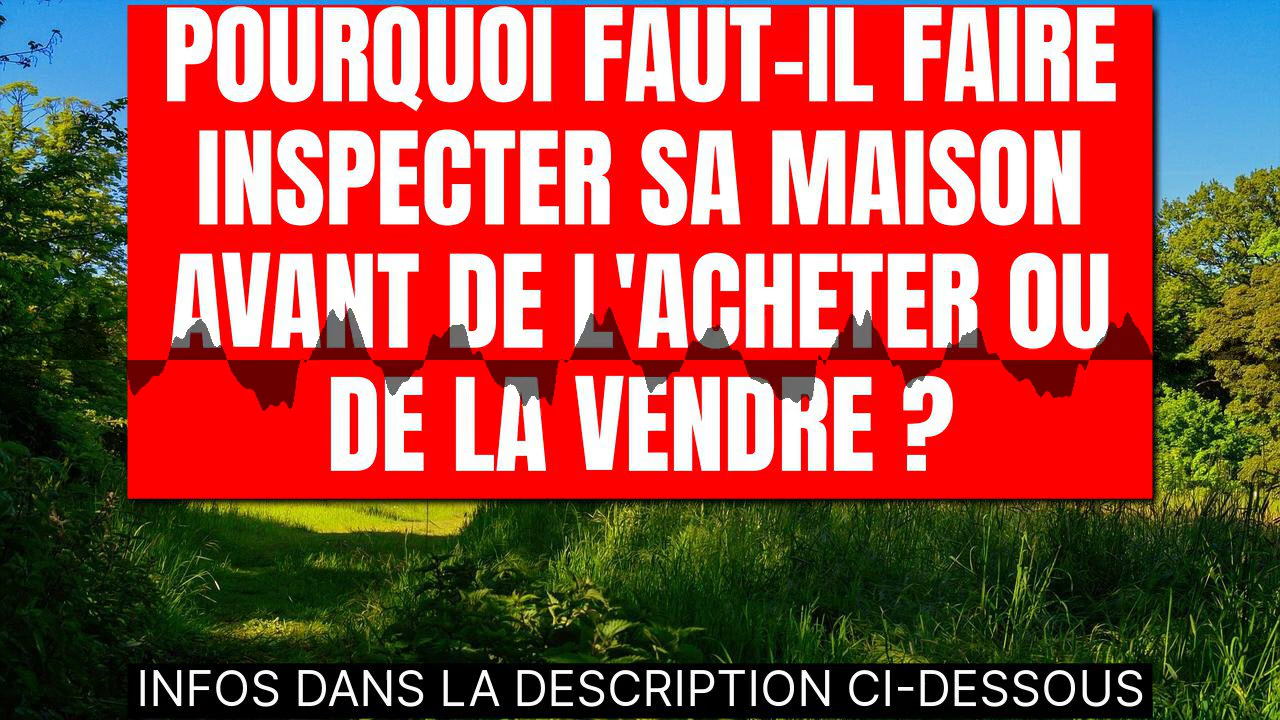 POURQUOI FAUT-IL FAIRE
INSPECTER SA MAISON
AVANT DE L'ACHETER OU
DE LA VENDRE ?
INFOS DANS LA DESCRIPTION CI-DESSOUS